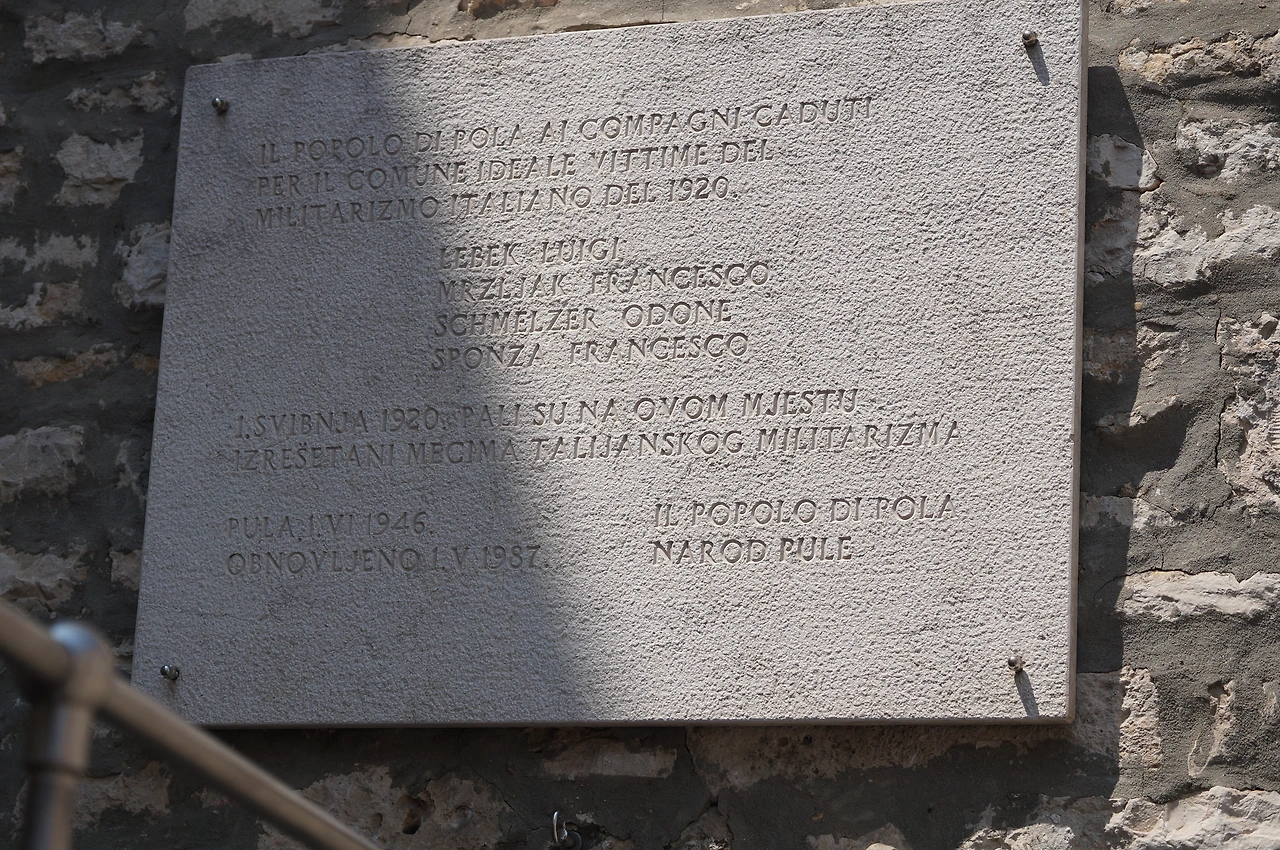 IL POPOLO DI POLA AI COMPAGNI CADUTI
PER IL COMUNE IDEALE VITTIME DEL
MILITARIZMO ITALIANO DEL 1920.
LEBEK LUIGI
MRZLJAK FRANCESCO
SCHMELZER ODONE
SPONZA FRANCESCO
1. SVIBNJA 1920. PALI SU NA OVOM MJESTU
IZREŠETANI MECIMA TALIJANSKOG MILITARIZMA
PULA, 1. VI 1946.
OBNOVLJENO 1. V 1987.
IL POPOLO DI POLA
NAROD PULE